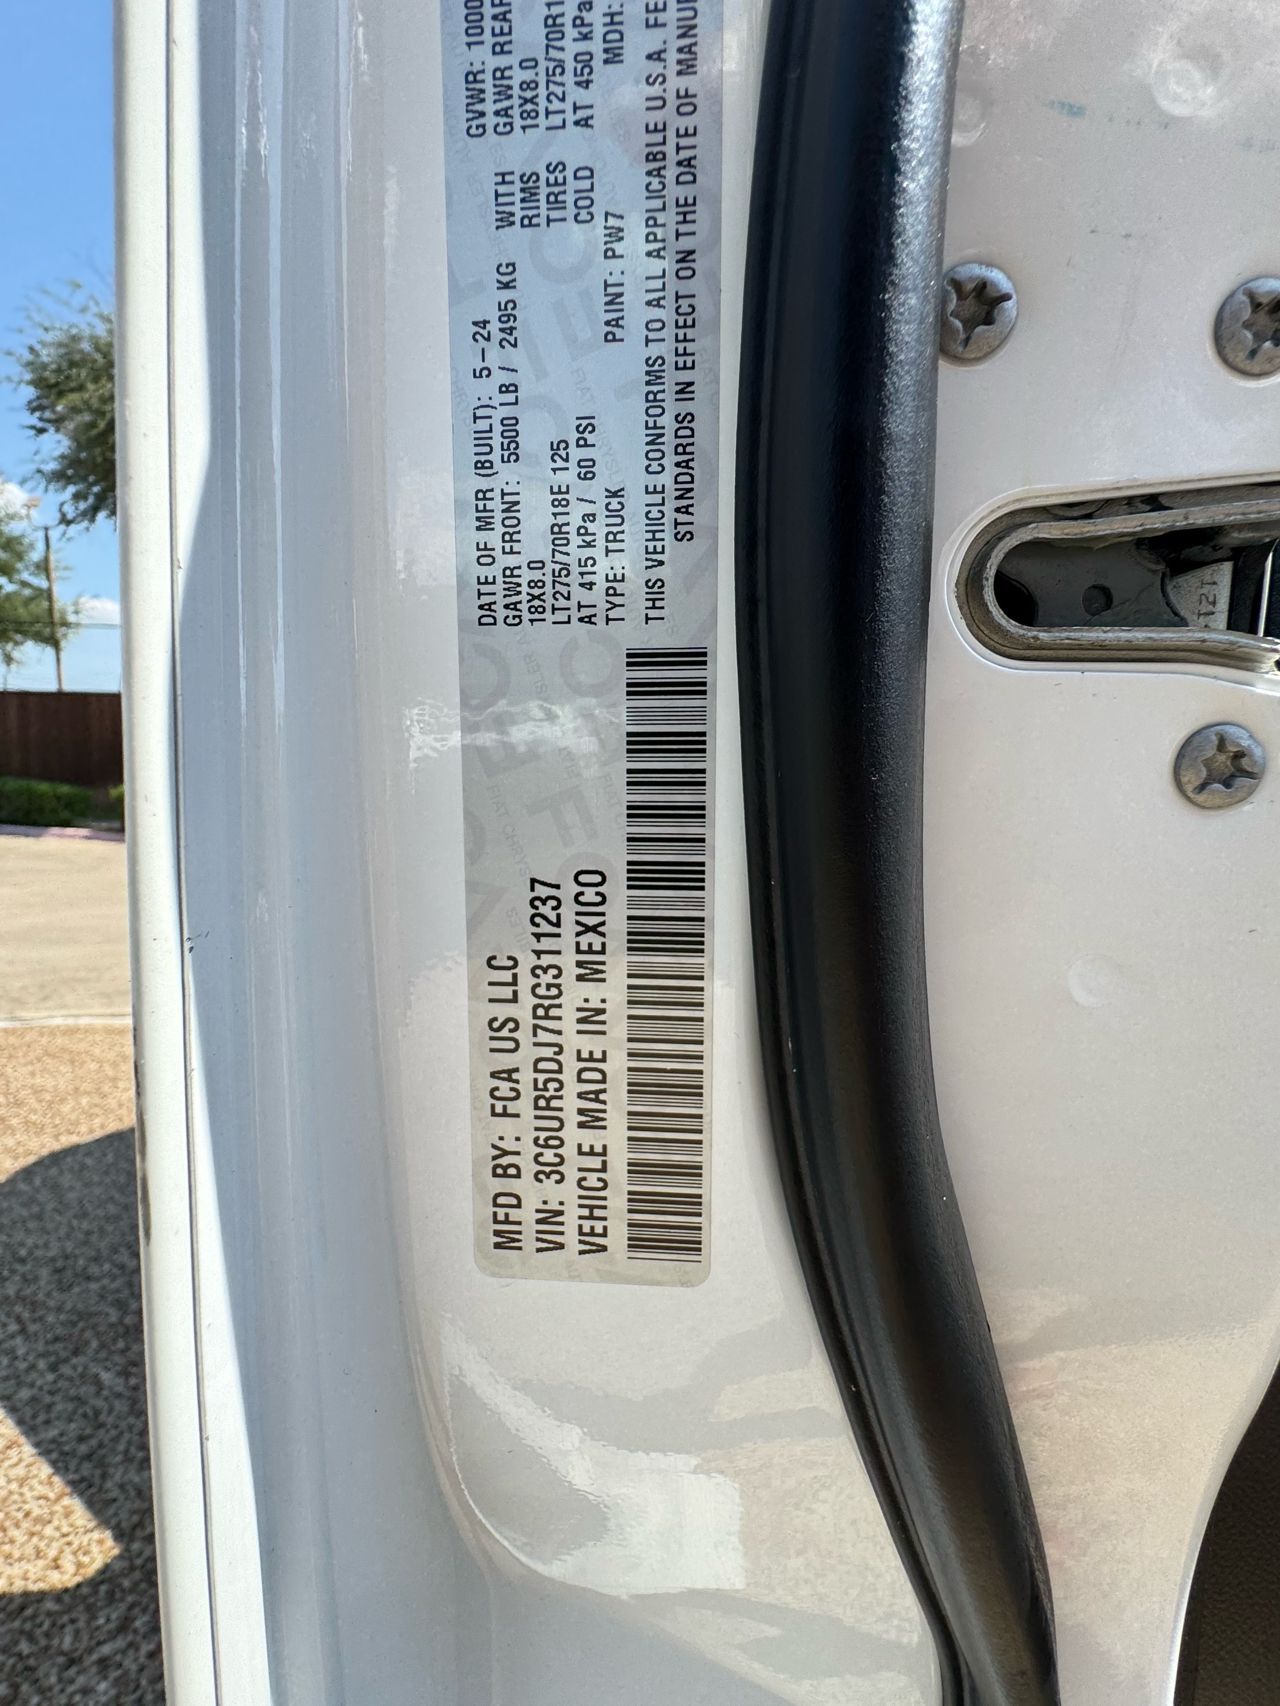 MFD BY: FCA US LLC
VIN: 3C6UR5DJ7RG311237
VEHICLE MADE IN: MEXICO
DATE OF MFR (BUILT): 5-24 GVWR: 1000
GAWR FRONT: 5500 LB / 2495 KG WITH GAWR REAR
18X8.0 RIMS 18X8.0
LT275/70R18E 125 TIRES LT275/70R1
AT 415 kPa / 60 PSI COLD AT 450 kPa
TYPE: TRUCK PAINT: PW7 MDH:
THIS VEHICLE CONFORMS TO ALL APPLICABLE U.S.A. FE
STANDARDS IN EFFECT ON THE DATE OF MANUF
121